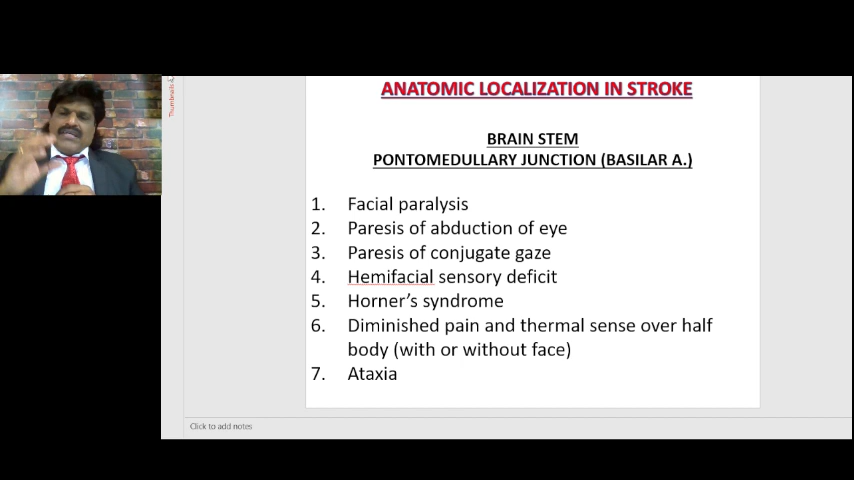 Thumbnails
ANATOMIC LOCALIZATION IN STROKE
BRAIN STEM
PONTOMEDULLARY JUNCTION (BASILAR A.)
1. Facial paralysis
2. Paresis of abduction of eye
3. Paresis of conjugate gaze
4. Hemifacial sensory deficit
5. Horner’s syndrome
6. Diminished pain and thermal sense over half
body (with or without face)
7. Ataxia
Click to add notes